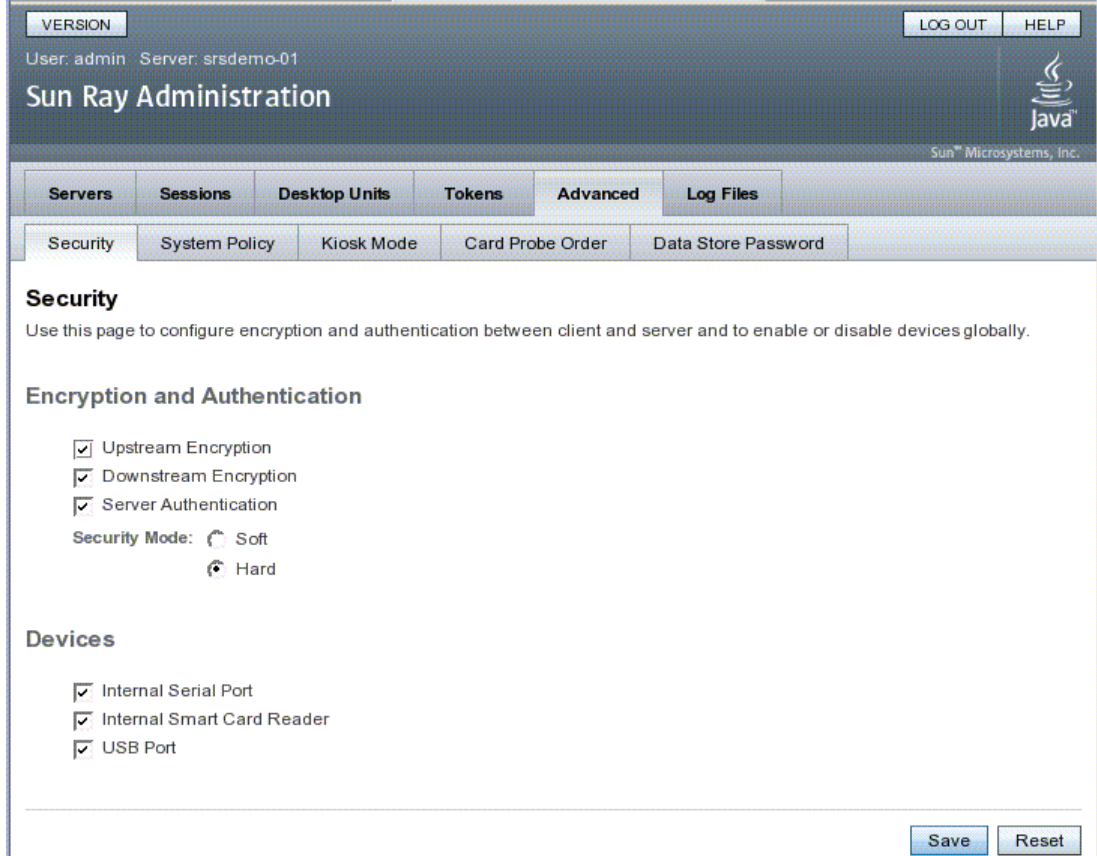 VERSION
LOG OUT HELP
User: admin Server: srsdemo-01
Sun Ray Administration
Java™
Sun™ Microsystems, Inc.
Servers Sessions Desktop Units Tokens Advanced Log Files
Security System Policy Kiosk Mode Card Probe Order Data Store Password
Security
Use this page to configure encryption and authentication between client and server and to enable or disable devices globally.
Encryption and Authentication
Upstream Encryption
Downstream Encryption
Server Authentication
Security Mode: Soft
Hard
Devices
Internal Serial Port
Internal Smart Card Reader
USB Port
Save Reset